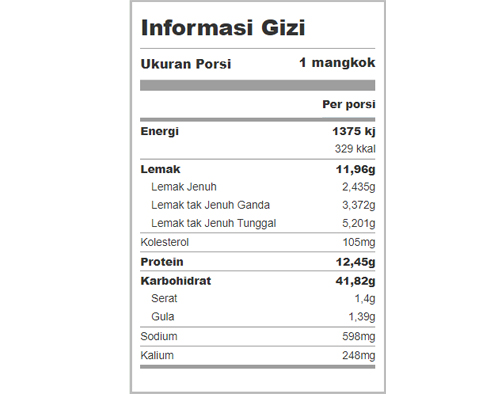 Informasi Gizi
Ukuran Porsi 1 mangkok
Per porsi
Energi 1375 kj
329 kkal
Lemak 11,96g
Lemak Jenuh 2,435g
Lemak tak Jenuh Ganda 3,372g
Lemak tak Jenuh Tunggal 5,201g
Kolesterol 105mg
Protein 12,45g
Karbohidrat 41,82g
Serat 1,4g
Gula 1,39g
Sodium 598mg
Kalium 248mg